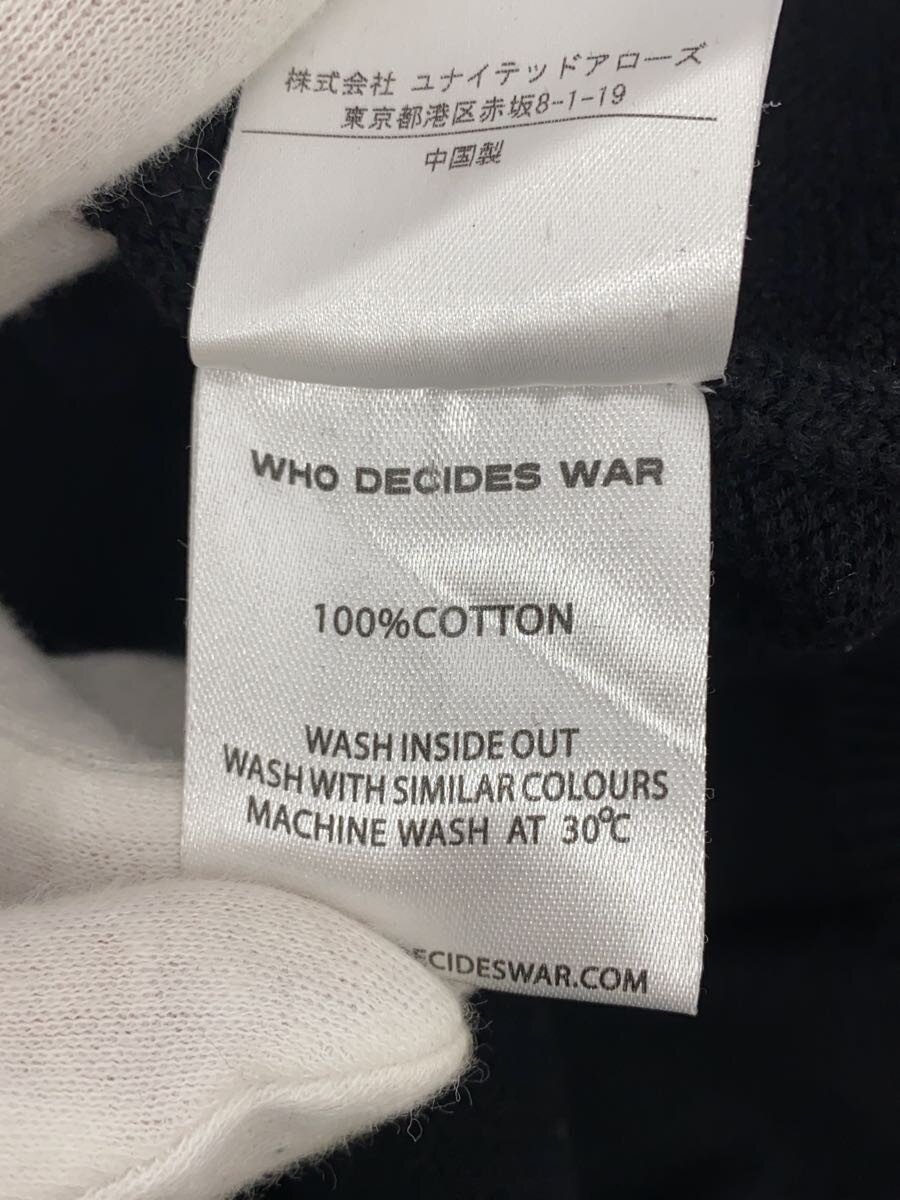 株式会社 ユナイテッドアローズ
東京都港区赤坂8-1-19
中国製
WHO DECIDES WAR
100%COTTON
WASH INSIDE OUT
WASH WITH SIMILAR COLOURS
MACHINE WASH AT 30°C
ECIDESWAR.COM